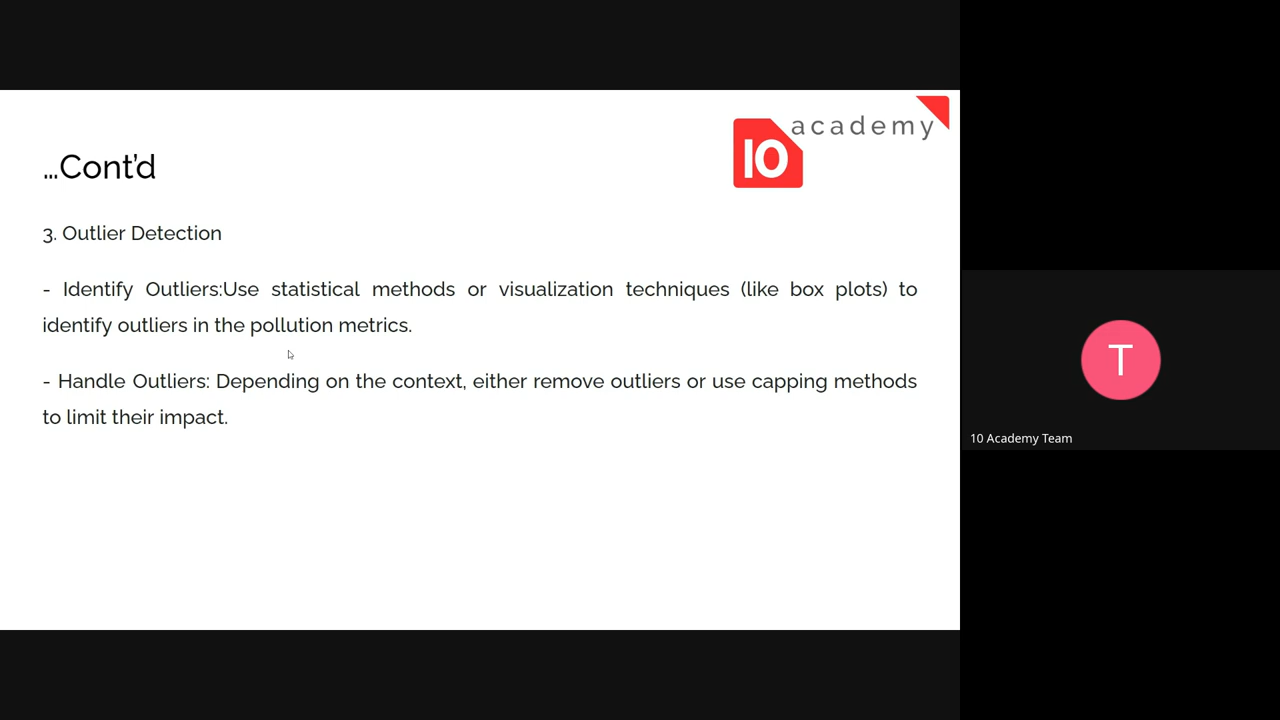 academy
10
...Cont'd
3. Outlier Detection
- Identify Outliers:Use statistical methods or visualization techniques (like box plots) to
identify outliers in the pollution metrics.
- Handle Outliers: Depending on the context, either remove outliers or use capping methods
to limit their impact.
T
10 Academy Team